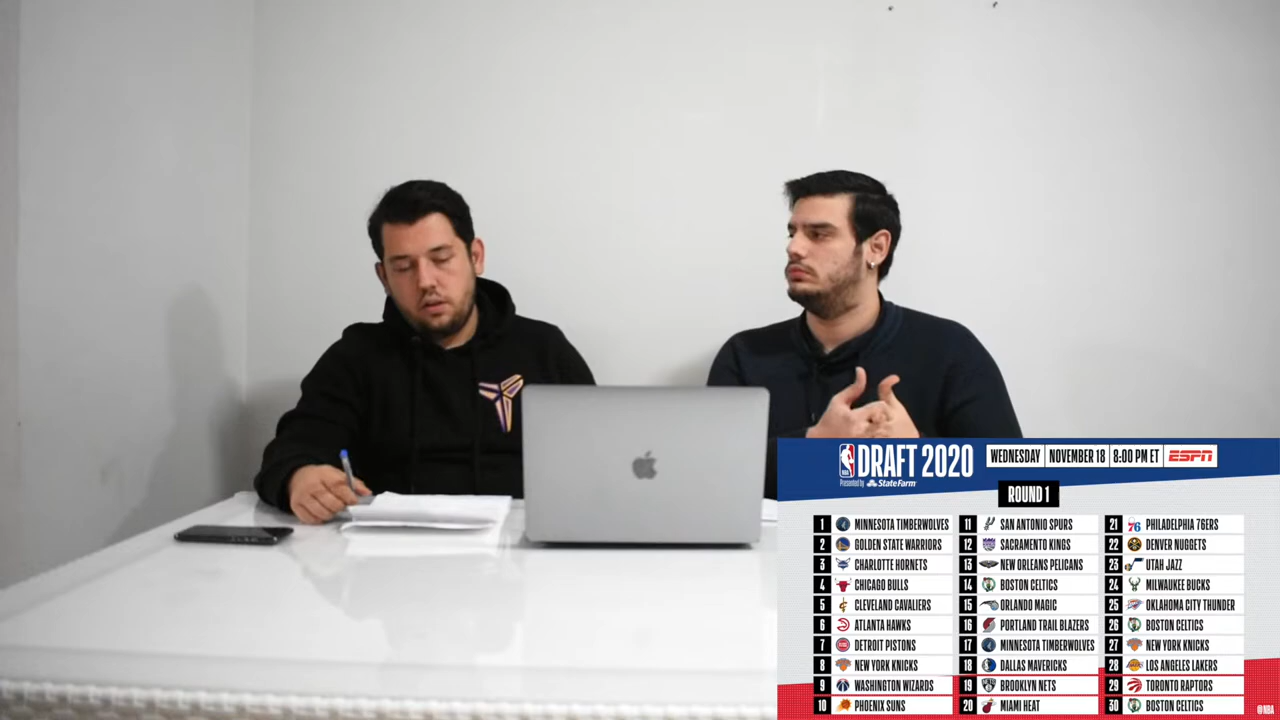 NBA DRAFT 2020 WEDNESDAY NOVEMBER 18 8:00 PM ET ESPN
Presented by State Farm
ROUND 1
1 MINNESOTA TIMBERWOLVES
2 GOLDEN STATE WARRIORS
3 CHARLOTTE HORNETS
4 CHICAGO BULLS
5 CLEVELAND CAVALIERS
6 ATLANTA HAWKS
7 DETROIT PISTONS
8 NEW YORK KNICKS
9 WASHINGTON WIZARDS
10 PHOENIX SUNS
11 SAN ANTONIO SPURS
12 SACRAMENTO KINGS
13 NEW ORLEANS PELICANS
14 BOSTON CELTICS
15 ORLANDO MAGIC
16 PORTLAND TRAIL BLAZERS
17 MINNESOTA TIMBERWOLVES
18 DALLAS MAVERICKS
19 BROOKLYN NETS
20 MIAMI HEAT
21 76 PHILADELPHIA 76ERS
22 DENVER NUGGETS
23 UTAH JAZZ
24 MILWAUKEE BUCKS
25 OKLAHOMA CITY THUNDER
26 BOSTON CELTICS
27 NEW YORK KNICKS
28 LOS ANGELES LAKERS
29 TORONTO RAPTORS
30 BOSTON CELTICS
@NBA